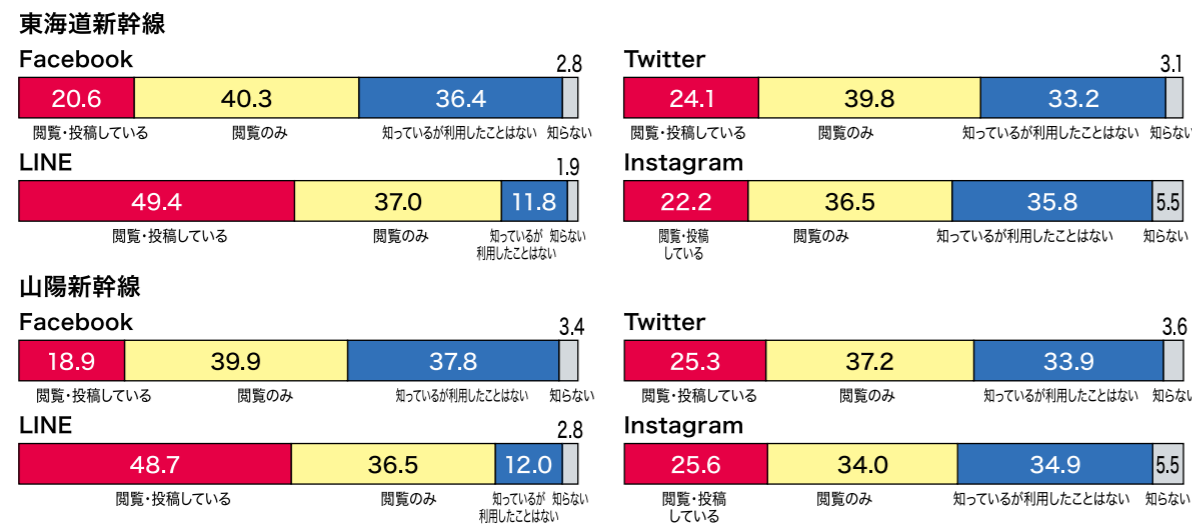 東海道新幹線
Facebook
2.8
20.6 40.3 36.4
閲覧・投稿している 閲覧のみ 知っているが利用したことはない 知らない
Twitter
3.1
24.1 39.8 33.2
閲覧・投稿している 閲覧のみ 知っているが利用したことはない 知らない
LINE
1.9
49.4 37.0 11.8
閲覧・投稿している 閲覧のみ 知っているが 知らない
利用したことはない
Instagram
22.2 36.5 35.8 5.5
閲覧・投稿 閲覧のみ 知っているが利用したことはない 知らない
している
山陽新幹線
Facebook
3.4
18.9 39.9 37.8
閲覧・投稿している 閲覧のみ 知っているが利用したことはない 知らない
Twitter
3.6
25.3 37.2 33.9
閲覧・投稿している 閲覧のみ 知っているが利用したことはない 知らない
LINE
2.8
48.7 36.5 12.0
閲覧・投稿している 閲覧のみ 知っているが 知らない
利用したことはない
Instagram
25.6 34.0 34.9 5.5
閲覧・投稿 閲覧のみ 知っているが利用したことはない 知らない
している